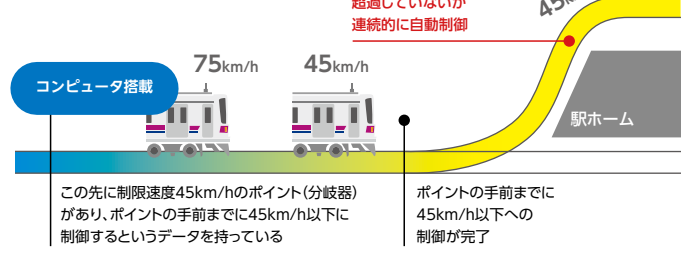 超過していないか
連続的に自動制御
45
75km/h
45km/h
コンピュータ搭載
駅ホーム
この先に制限速度45km/hのポイント(分岐器)
があり、ポイントの手前までに45km/h以下に
制御するというデータを持っている
ポイントの手前までに
45km/h以下への
制御が完了